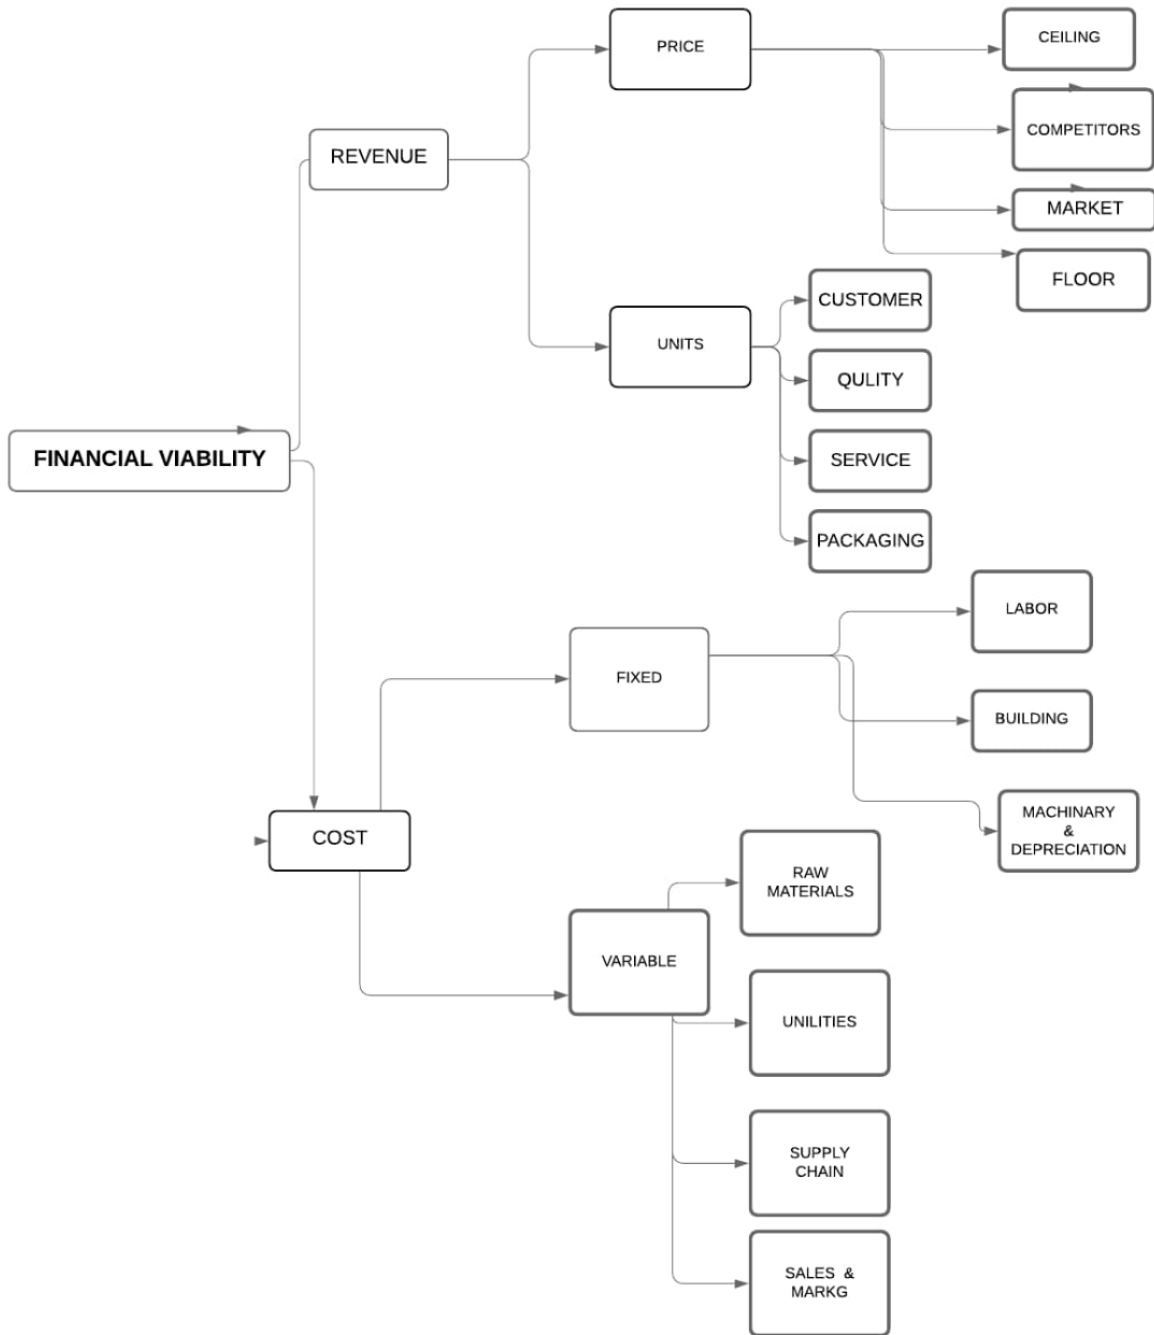 PRICE
CEILING
COMPETITORS
REVENUE
MARKET
FLOOR
CUSTOMER
UNITS
QULITY
FINANCIAL VIABILITY
SERVICE
PACKAGING
LABOR
FIXED
BUILDING
MACHINARY
&
DEPRECIATION
COST
RAW
MATERIALS
VARIABLE
UNILITIES
SUPPLY
CHAIN
SALES &
MARKG